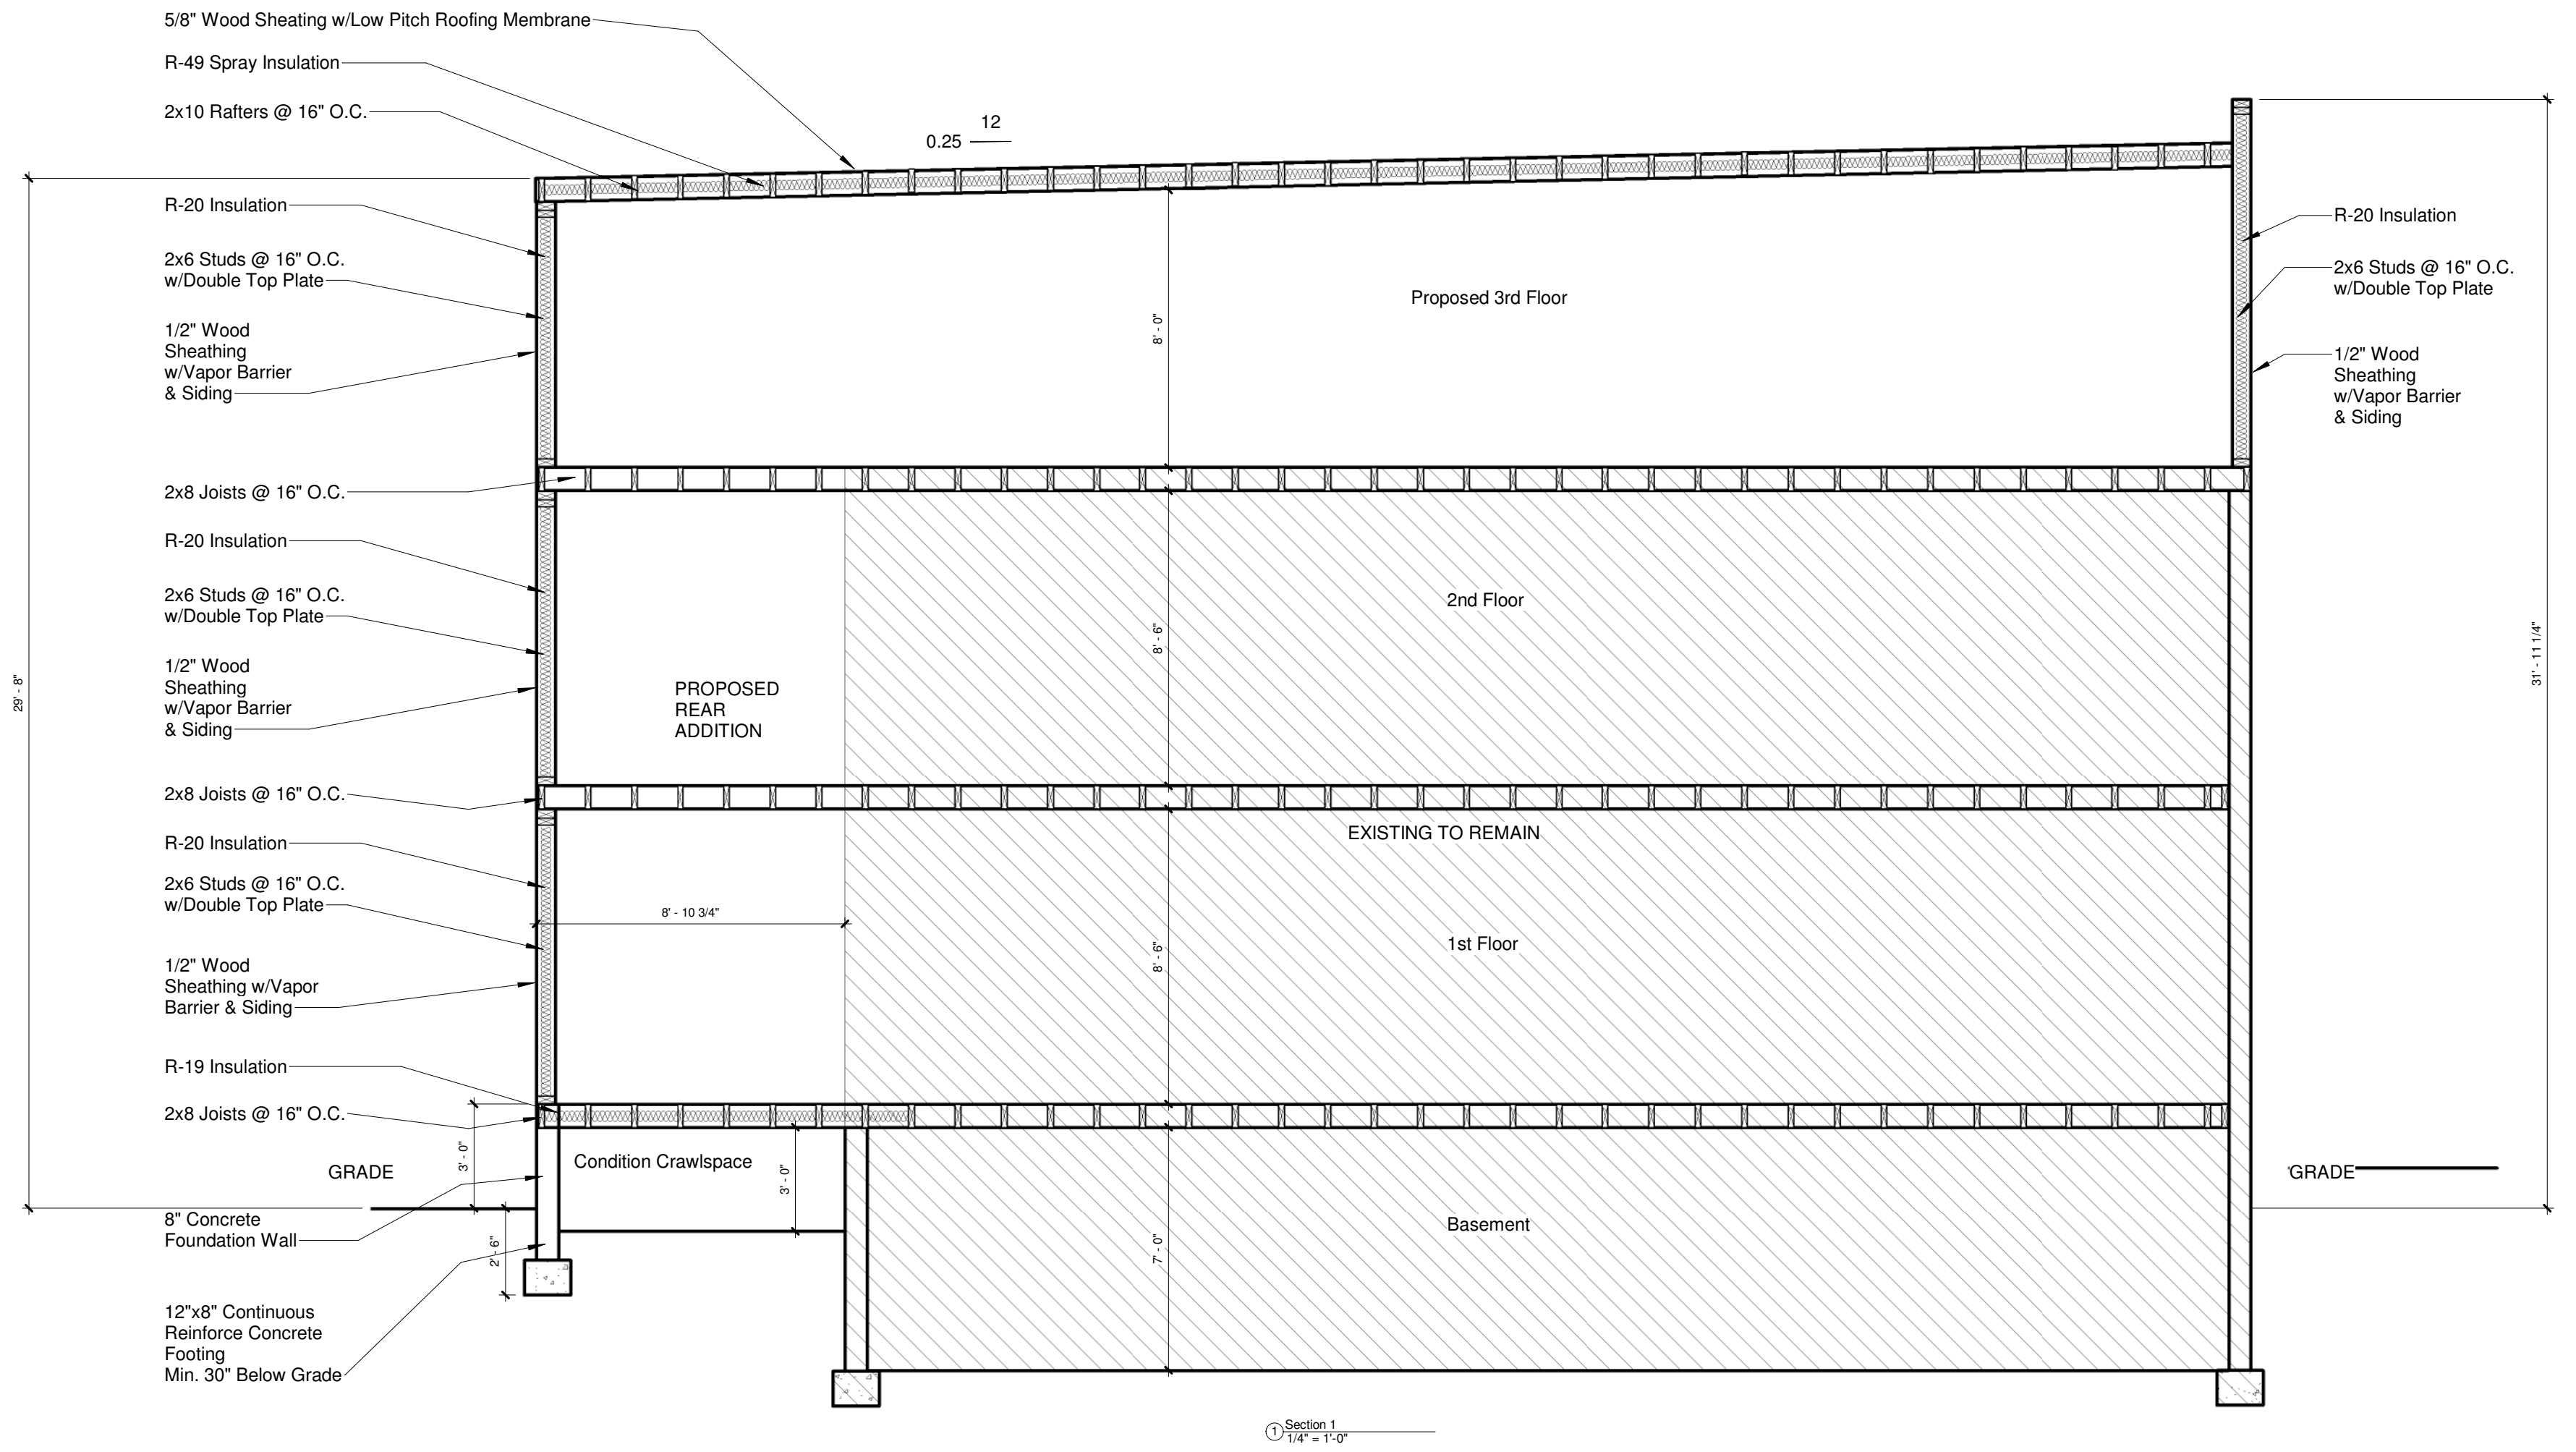 5/8" Wood Sheating w/Low Pitch Roofing Membrane
R-49 Spray Insulation
2x10 Rafters @ 16" O.C.
12
0.25
R-20 Insulation
2x6 Studs @ 16" O.C.
w/Double Top Plate
1/2" Wood
Sheathing
w/Vapor Barrier
& Siding
2x8 Joists @ 16" O.C.
R-20 Insulation
2x6 Studs @ 16" O.C.
w/Double Top Plate
1/2" Wood
Sheathing
w/Vapor Barrier
& Siding
2x8 Joists @ 16" O.C.
R-20 Insulation
2x6 Studs @ 16" O.C.
w/Double Top Plate
1/2" Wood
Sheathing w/Vapor
Barrier & Siding
R-19 Insulation
2x8 Joists @ 16" O.C.
GRADE
8" Concrete
Foundation Wall
12"x8" Continuous
Reinforce Concrete
Footing
Min. 30" Below Grade
29' - 8"
3' - 0"
2' - 6"
Proposed 3rd Floor
8' - 0"
2nd Floor
8' - 6"
PROPOSED
REAR
ADDITION
EXISTING TO REMAIN
8' - 10 3/4"
1st Floor
8' - 6"
Condition Crawlspace
3' - 0"
Basement
7' - 0"
R-20 Insulation
2x6 Studs @ 16" O.C.
w/Double Top Plate
1/2" Wood
Sheathing
w/Vapor Barrier
& Siding
31' - 11 1/4"
GRADE
1
Section 1
1/4" = 1'-0"